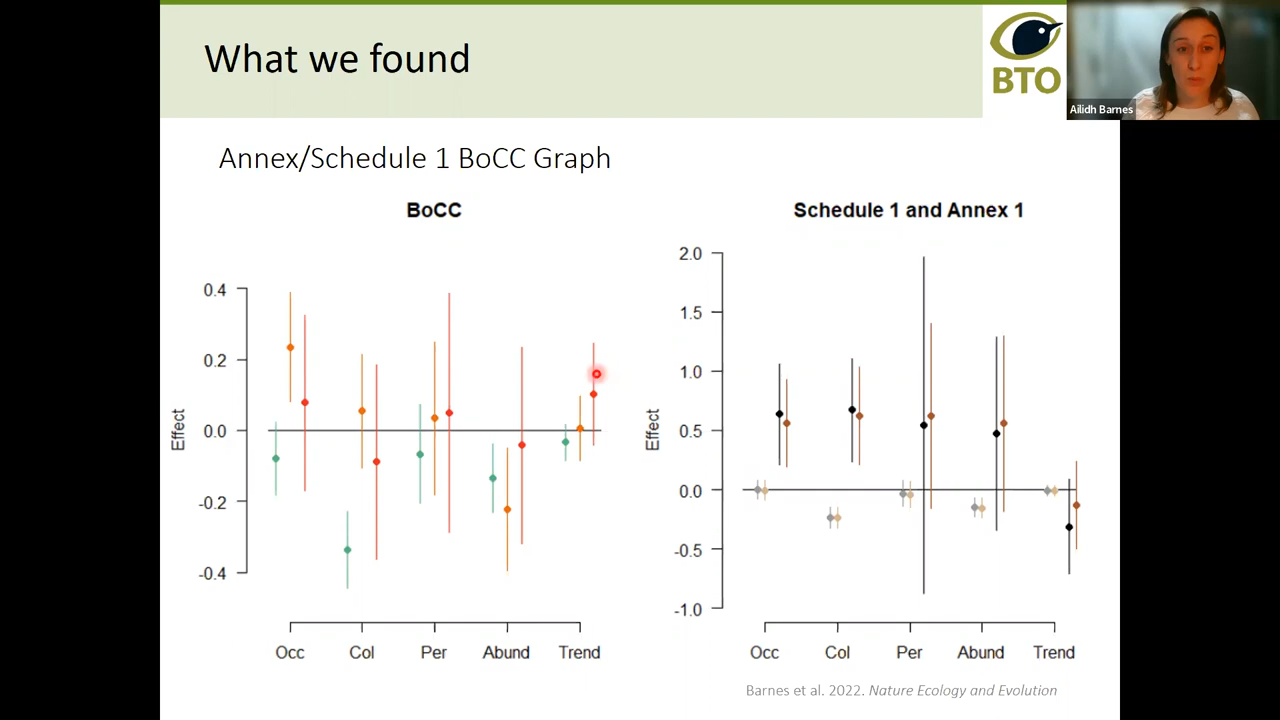 What we found
BTO
Ailidh Barnes
Annex/Schedule 1 BoCC Graph
BoCC
0.4
0.2
0.0
-0.2
-0.4
Effect
Occ
Col
Per
Abund
Trend
Schedule 1 and Annex 1
2.0
1.5
1.0
0.5
0.0
-0.5
-1.0
Effect
Occ
Col
Per
Abund
Trend
Barnes et al. 2022. Nature Ecology and Evolution